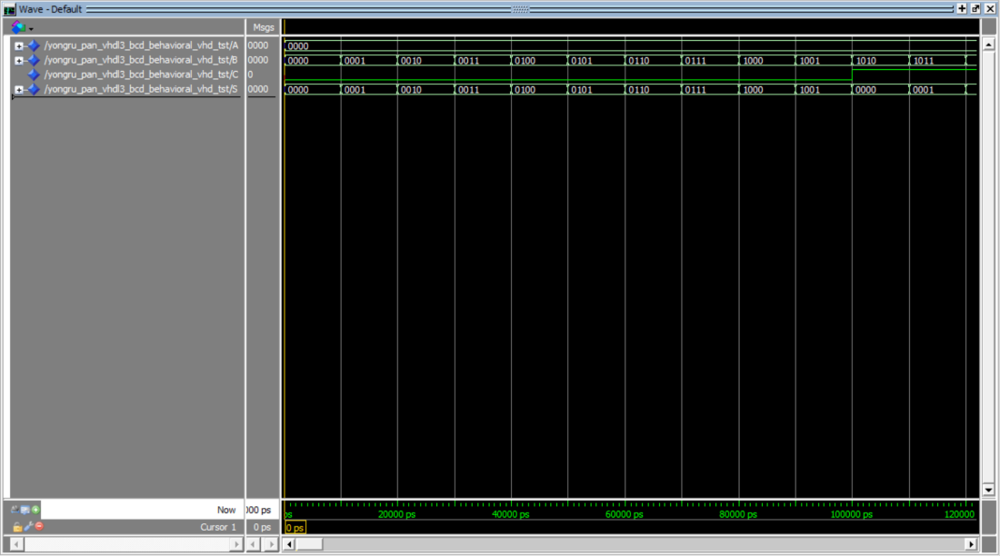 Wave - Default
Msgs
/yongru_pan_vhdl3_bcd_behavioral_vhd_tst/A 0000 0000
/yongru_pan_vhdl3_bcd_behavioral_vhd_tst/B 0000 0000 0001 0010 0011 0100 0101 0110 0111 1000 1001 1010 1011
/yongru_pan_vhdl3_bcd_behavioral_vhd_tst/C 0
/yongru_pan_vhdl3_bcd_behavioral_vhd_tst/S 0000 0000 0001 0010 0011 0100 0101 0110 0111 1000 1001 0000 0001
Now 000 ps ps 20000 ps 40000 ps 60000 ps 80000 ps 100000 ps 120000
Cursor 1 0 ps 0 ps